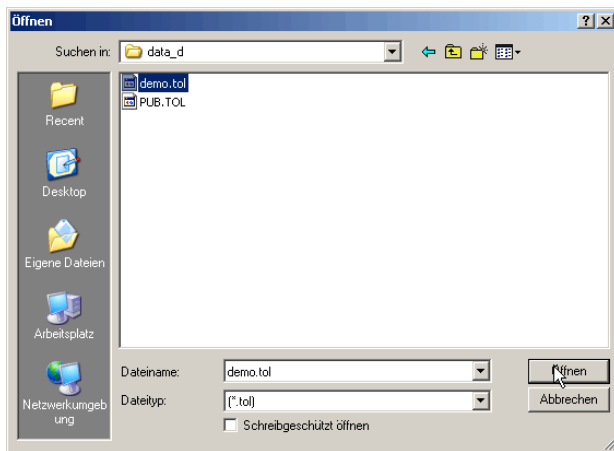 Öffnen
Suchen in: data_d
demo.tol
PUB.TOL
Recent
Desktop
Eigene Dateien
Arbeitsplatz
Netzwerkumgeb
ung
Dateiname: demo.tol Öffnen
Dateityp: (*.tol) Abbrechen
Schreibgeschützt öffnen